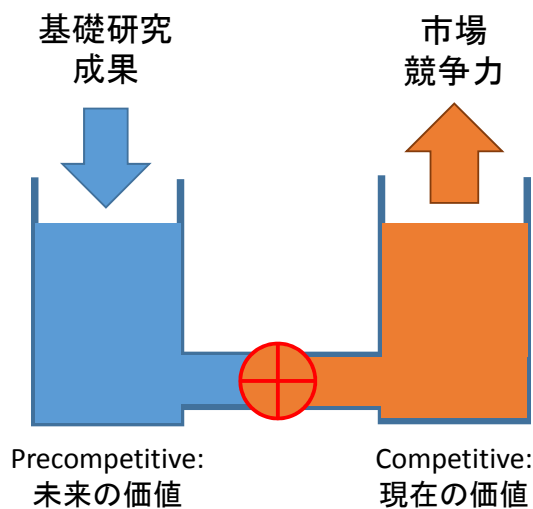 基礎研究
成果
市場
競争力
Precompetitive:
未来の価値
Competitive:
現在の価値